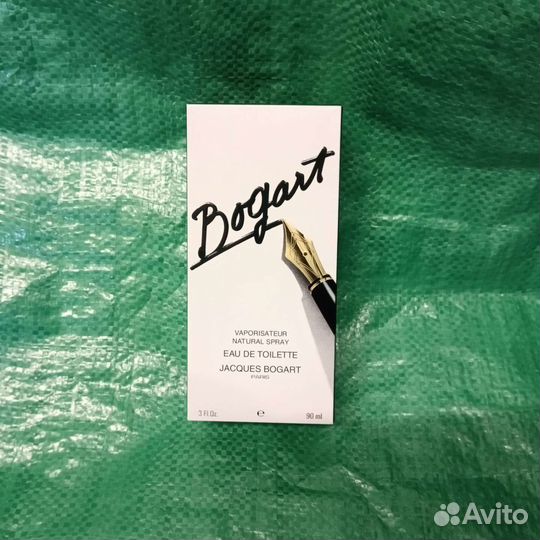 Bogart
VAPORISATEUR
NATURAL SPRAY
EAU DE TOILETTE
JACQUES BOGART
PARIS
3 Fl.Oz. e 90 ml
Avito